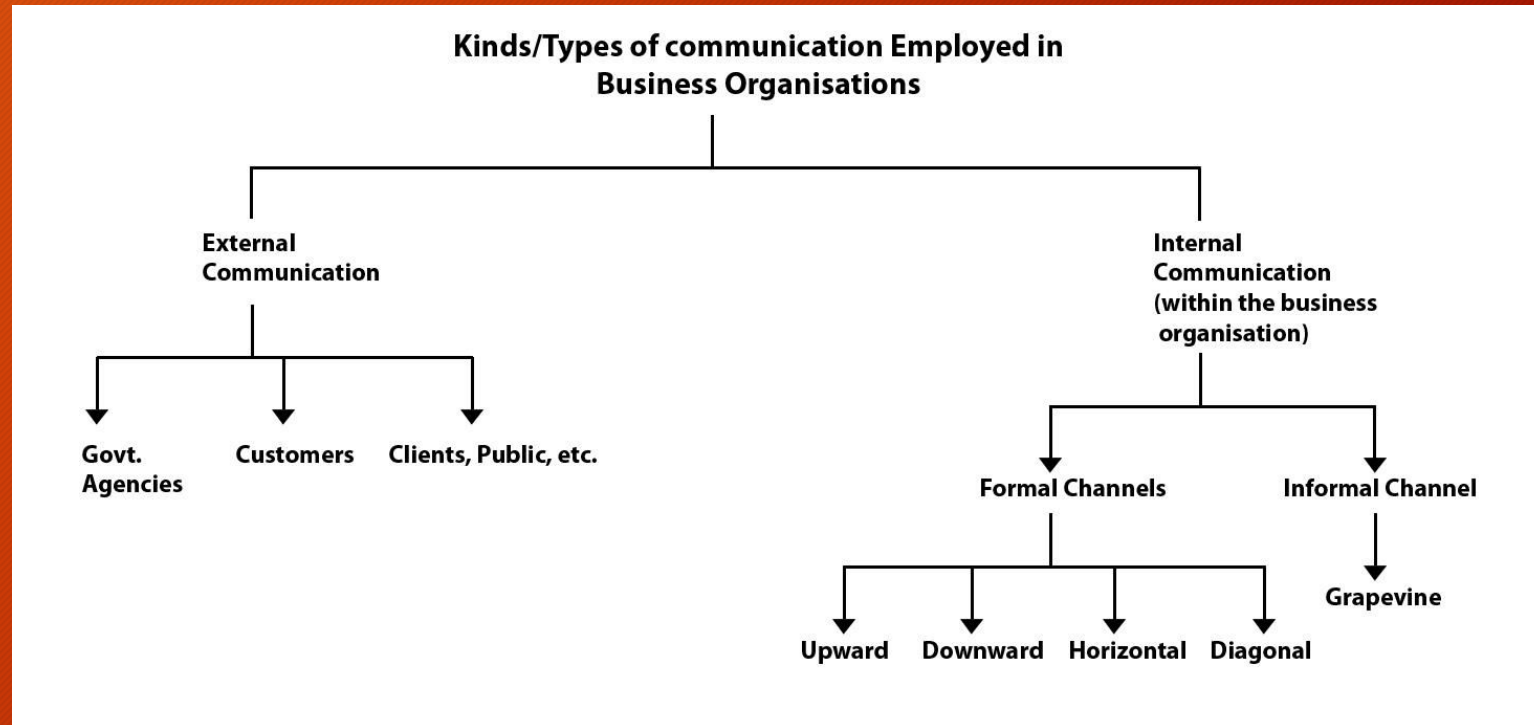 Kinds/Types of communication Employed in
Business Organisations
External
Communication
Internal
Communication
(within the business
organisation)
Govt.
Agencies
Customers
Clients, Public, etc.
Formal Channels
Informal Channel
Grapevine
Upward
Downward
Horizontal
Diagonal